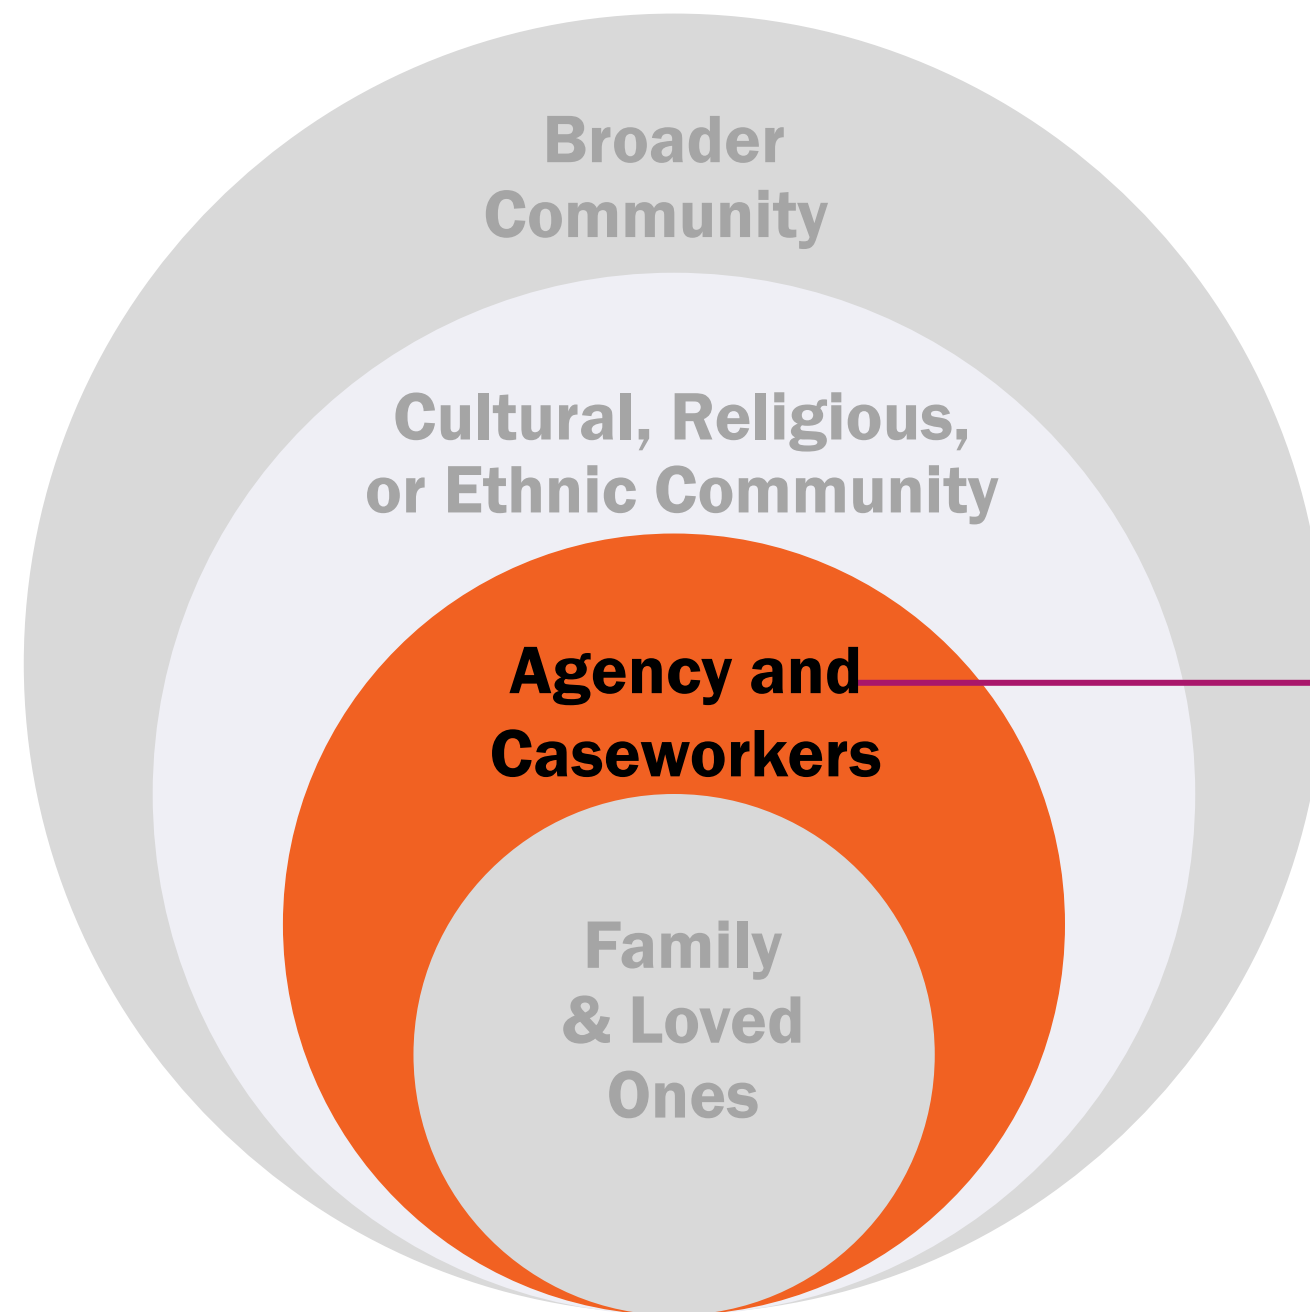 Broader
Community
Cultural, Religious,
or Ethnic Community
Agency and
Caseworkers
Family
& Loved
Ones